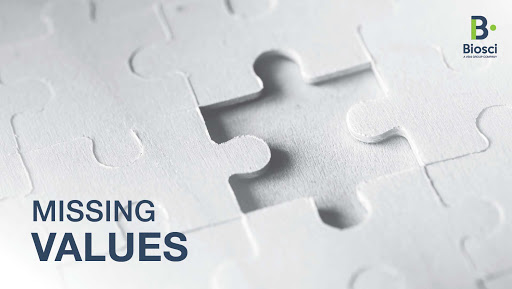 B
Biosci
MISSING
VALUES